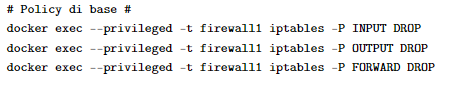 # Policy di base #
docker exec --privileged -t firewall1 iptables -P INPUT DROP
docker exec --privileged -t firewall1 iptables -P OUTPUT DROP
docker exec --privileged -t firewall1 iptables -P FORWARD DROP